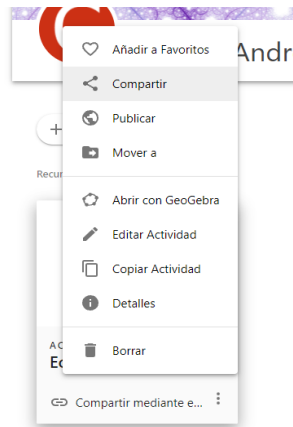 Añadir a Favoritos
Andr
Compartir
Publicar
+
Mover a
Recur
Abrir con GeoGebra
Editar Actividad
Copiar Actividad
Detalles
AC
Borrar
Ec
Compartir mediante e...